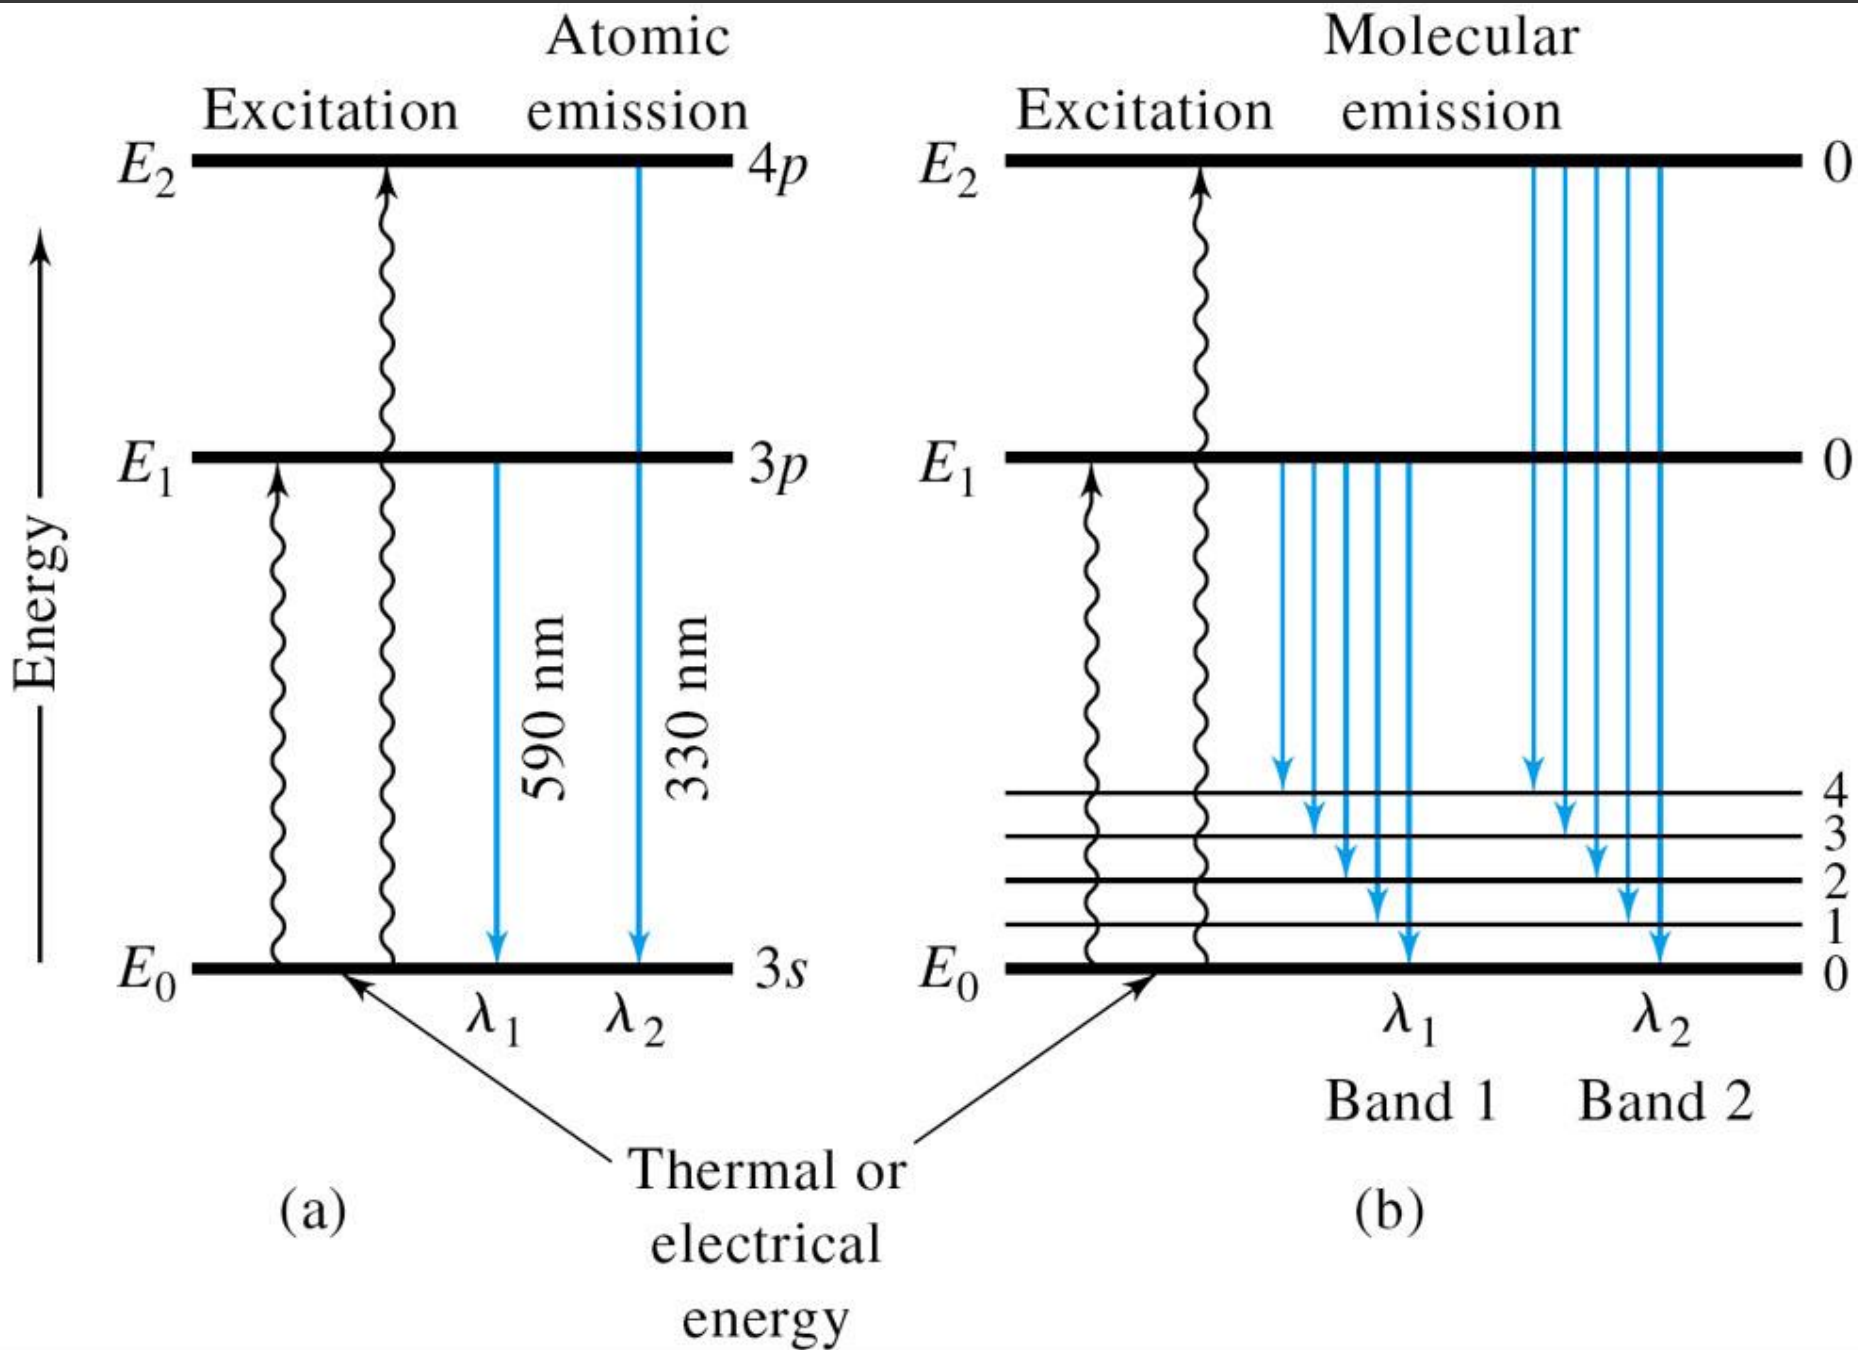 Atomic
Excitation emission
E2 4p
E1 3p
590 nm
330 nm
Energy
E0 3s
λ1 λ2
(a)
Molecular
Excitation emission
E2 0
E1 0
4
3
2
1
E0 0
λ1 λ2
Band 1 Band 2
(b)
Thermal or
electrical
energy